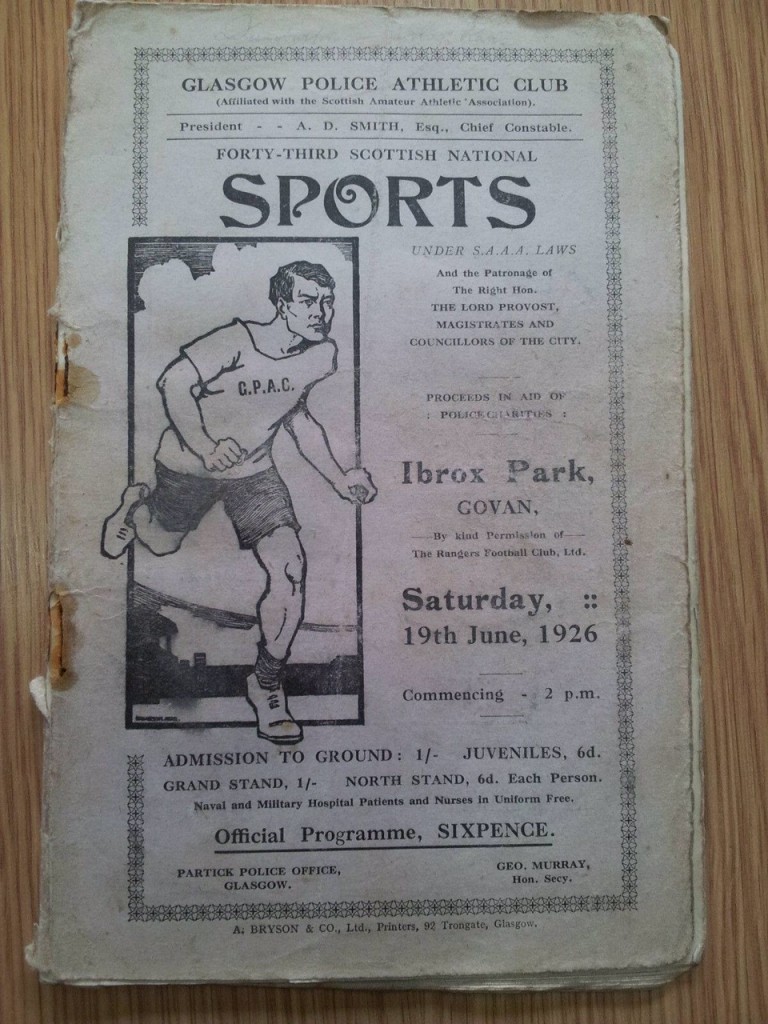 GLASGOW POLICE ATHLETIC CLUB
(Affiliated with the Scottish Amateur Athletic Association).
President - - A. D. SMITH, Esq., Chief Constable.
FORTY-THIRD SCOTTISH NATIONAL
SPORTS
UNDER S.A.A.A. LAWS
And the Patronage of
The Right Hon.
THE LORD PROVOST,
MAGISTRATES AND
COUNCILLORS OF THE CITY.
G.P.A.C.
PROCEEDS IN AID OF
: POLICE CHARITIES :
Ibrox Park,
GOVAN,
By kind Permission of
The Rangers Football Club, Ltd.
Saturday, ::
19th June, 1926
Commencing - 2 p.m.
ADMISSION TO GROUND: 1/- JUVENILES, 6d.
GRAND STAND, 1/- NORTH STAND, 6d. Each Person.
Naval and Military Hospital Patients and Nurses in Uniform Free.
Official Programme, SIXPENCE.
PARTICK POLICE OFFICE,
GLASGOW.
GEO. MURRAY,
Hon. Secy.
A. BRYSON & CO., Ltd., Printers, 92 Trongate, Glasgow.